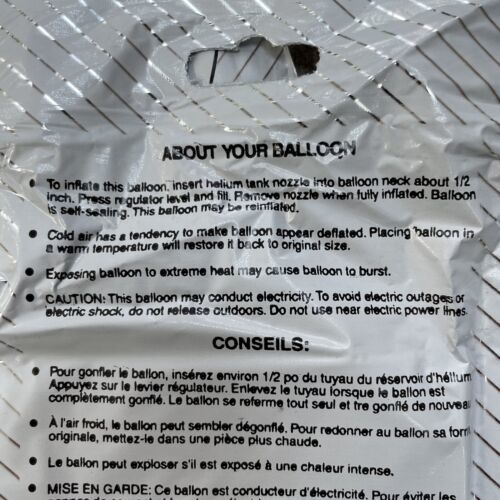 ABOUT YOUR BALLOON
• To inflate this balloon, insert helium tank nozzle into balloon neck about 1/2
inch. Press regulator level and fill. Remove nozzle when fully inflated. Balloon
is self-sealing. This balloon may be reinflated.
• Cold air has a tendency to make balloon appear deflated. Placing balloon in
a warm temperature will restore it back to original size.
• Exposing balloon to extreme heat may cause balloon to burst.
• CAUTION: This balloon may conduct electricity. To avoid electric outages or
electric shock, do not release outdoors. Do not use near electric power lines.
CONSEILS:
• Pour gonfler le ballon, insérez environ 1/2 po du tuyau du réservoir d'hélium.
Appuyez sur le levier régulateur. Enlevez le tuyau lorsque le ballon est
complètement gonflé. Le ballon se referme tout seul et tre gonflé de nouveau
• À l'air froid, le ballon peut sembler dégonflé. Pour redonner au ballon sa form
originale, mettez-le dans une pièce plus chaude.
• Le ballon peut exploser s'il est exposé à une chaleur intense.
• MISE EN GARDE: Ce ballon est conducteur d'électricité. Pour éviter les